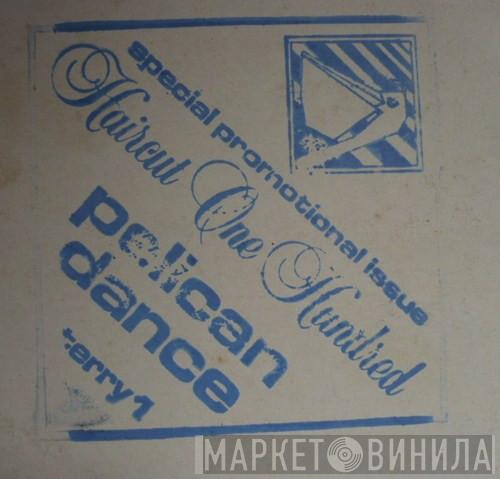 special promotional issue
Haircut One Hundred
pelican
dance
terry1
МАРКЕТ ВИНИЛА